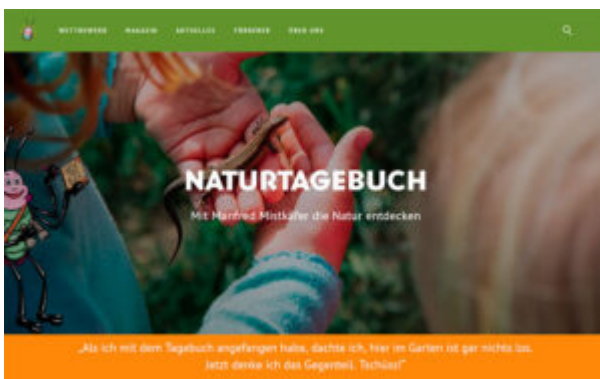 WETTBEWERB MAGAZIN AKTUELLES FÖRDERER ÜBER UNS
NATURTAGEBUCH
Mit Manfred Mistkäfer die Natur entdecken
„Als ich mit dem Tagebuch angefangen habe, dachte ich, hier im Garten ist gar nichts los.
Jetzt denke ich das Gegenteil. Tschüss!“